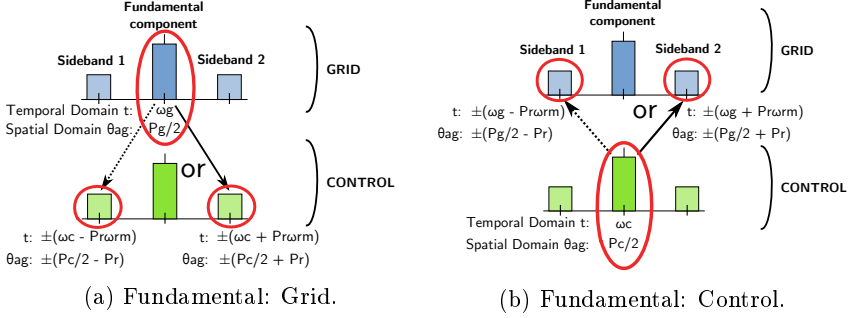 Fundamental
component
Sideband 1
Sideband 2
GRID
Temporal Domain t: ωg
Spatial Domain θag: Pg/2
or
CONTROL
t: ±(ωc - Prωrm) t: ±(ωc + Prωrm)
θag: ±(Pc/2 - Pr) θag: ±(Pc/2 + Pr)
(a) Fundamental: Grid.
Fundamental
component
Sideband 1 Sideband 2
GRID
t: ±(ωg - Prωrm) or t: ±(ωg + Prωrm)
θag: ±(Pg/2 - Pr) θag: ±(Pg/2 + Pr)
CONTROL
Temporal Domain t: ωc
Spatial Domain θag: Pc/2
(b) Fundamental: Control.